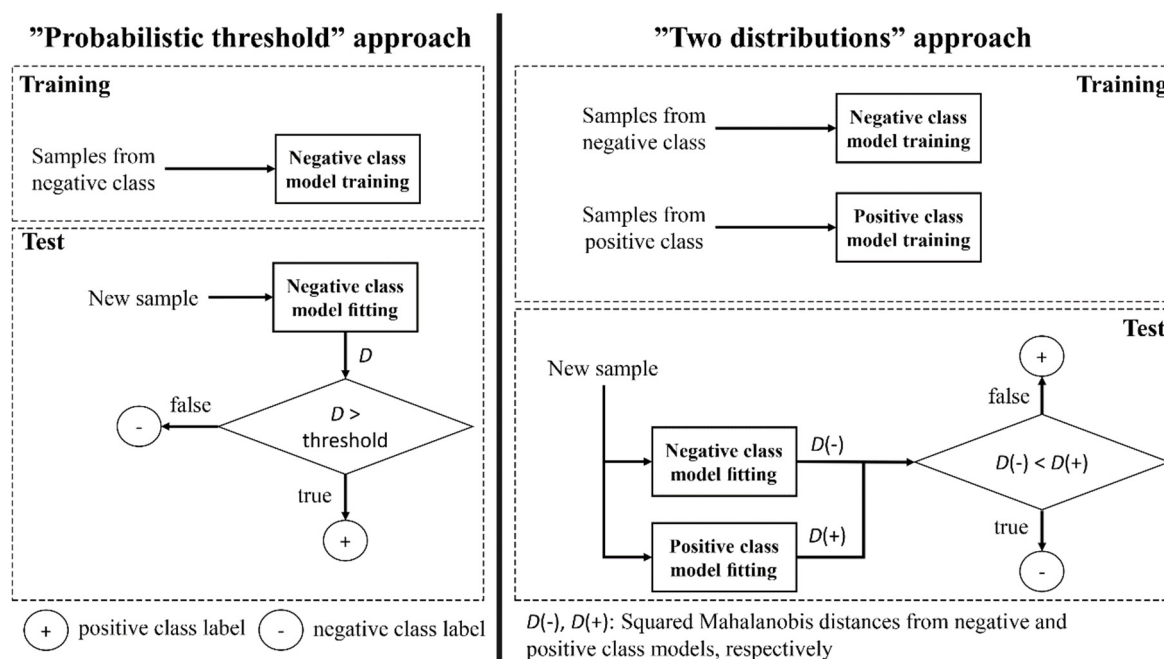 ”Probabilistic threshold” approach
Training
Samples from
negative class
Negative class
model training
Test
New sample
Negative class
model fitting
D
D >
threshold
false
-
true
+
+ positive class label
- negative class label
”Two distributions” approach
Training
Samples from
negative class
Negative class
model training
Samples from
positive class
Positive class
model training
Test
New sample
Negative class
model fitting
D(-)
Positive class
model fitting
D(+)
D(-) < D(+)
false
+
true
-
D(-), D(+): Squared Mahalanobis distances from negative and
positive class models, respectively